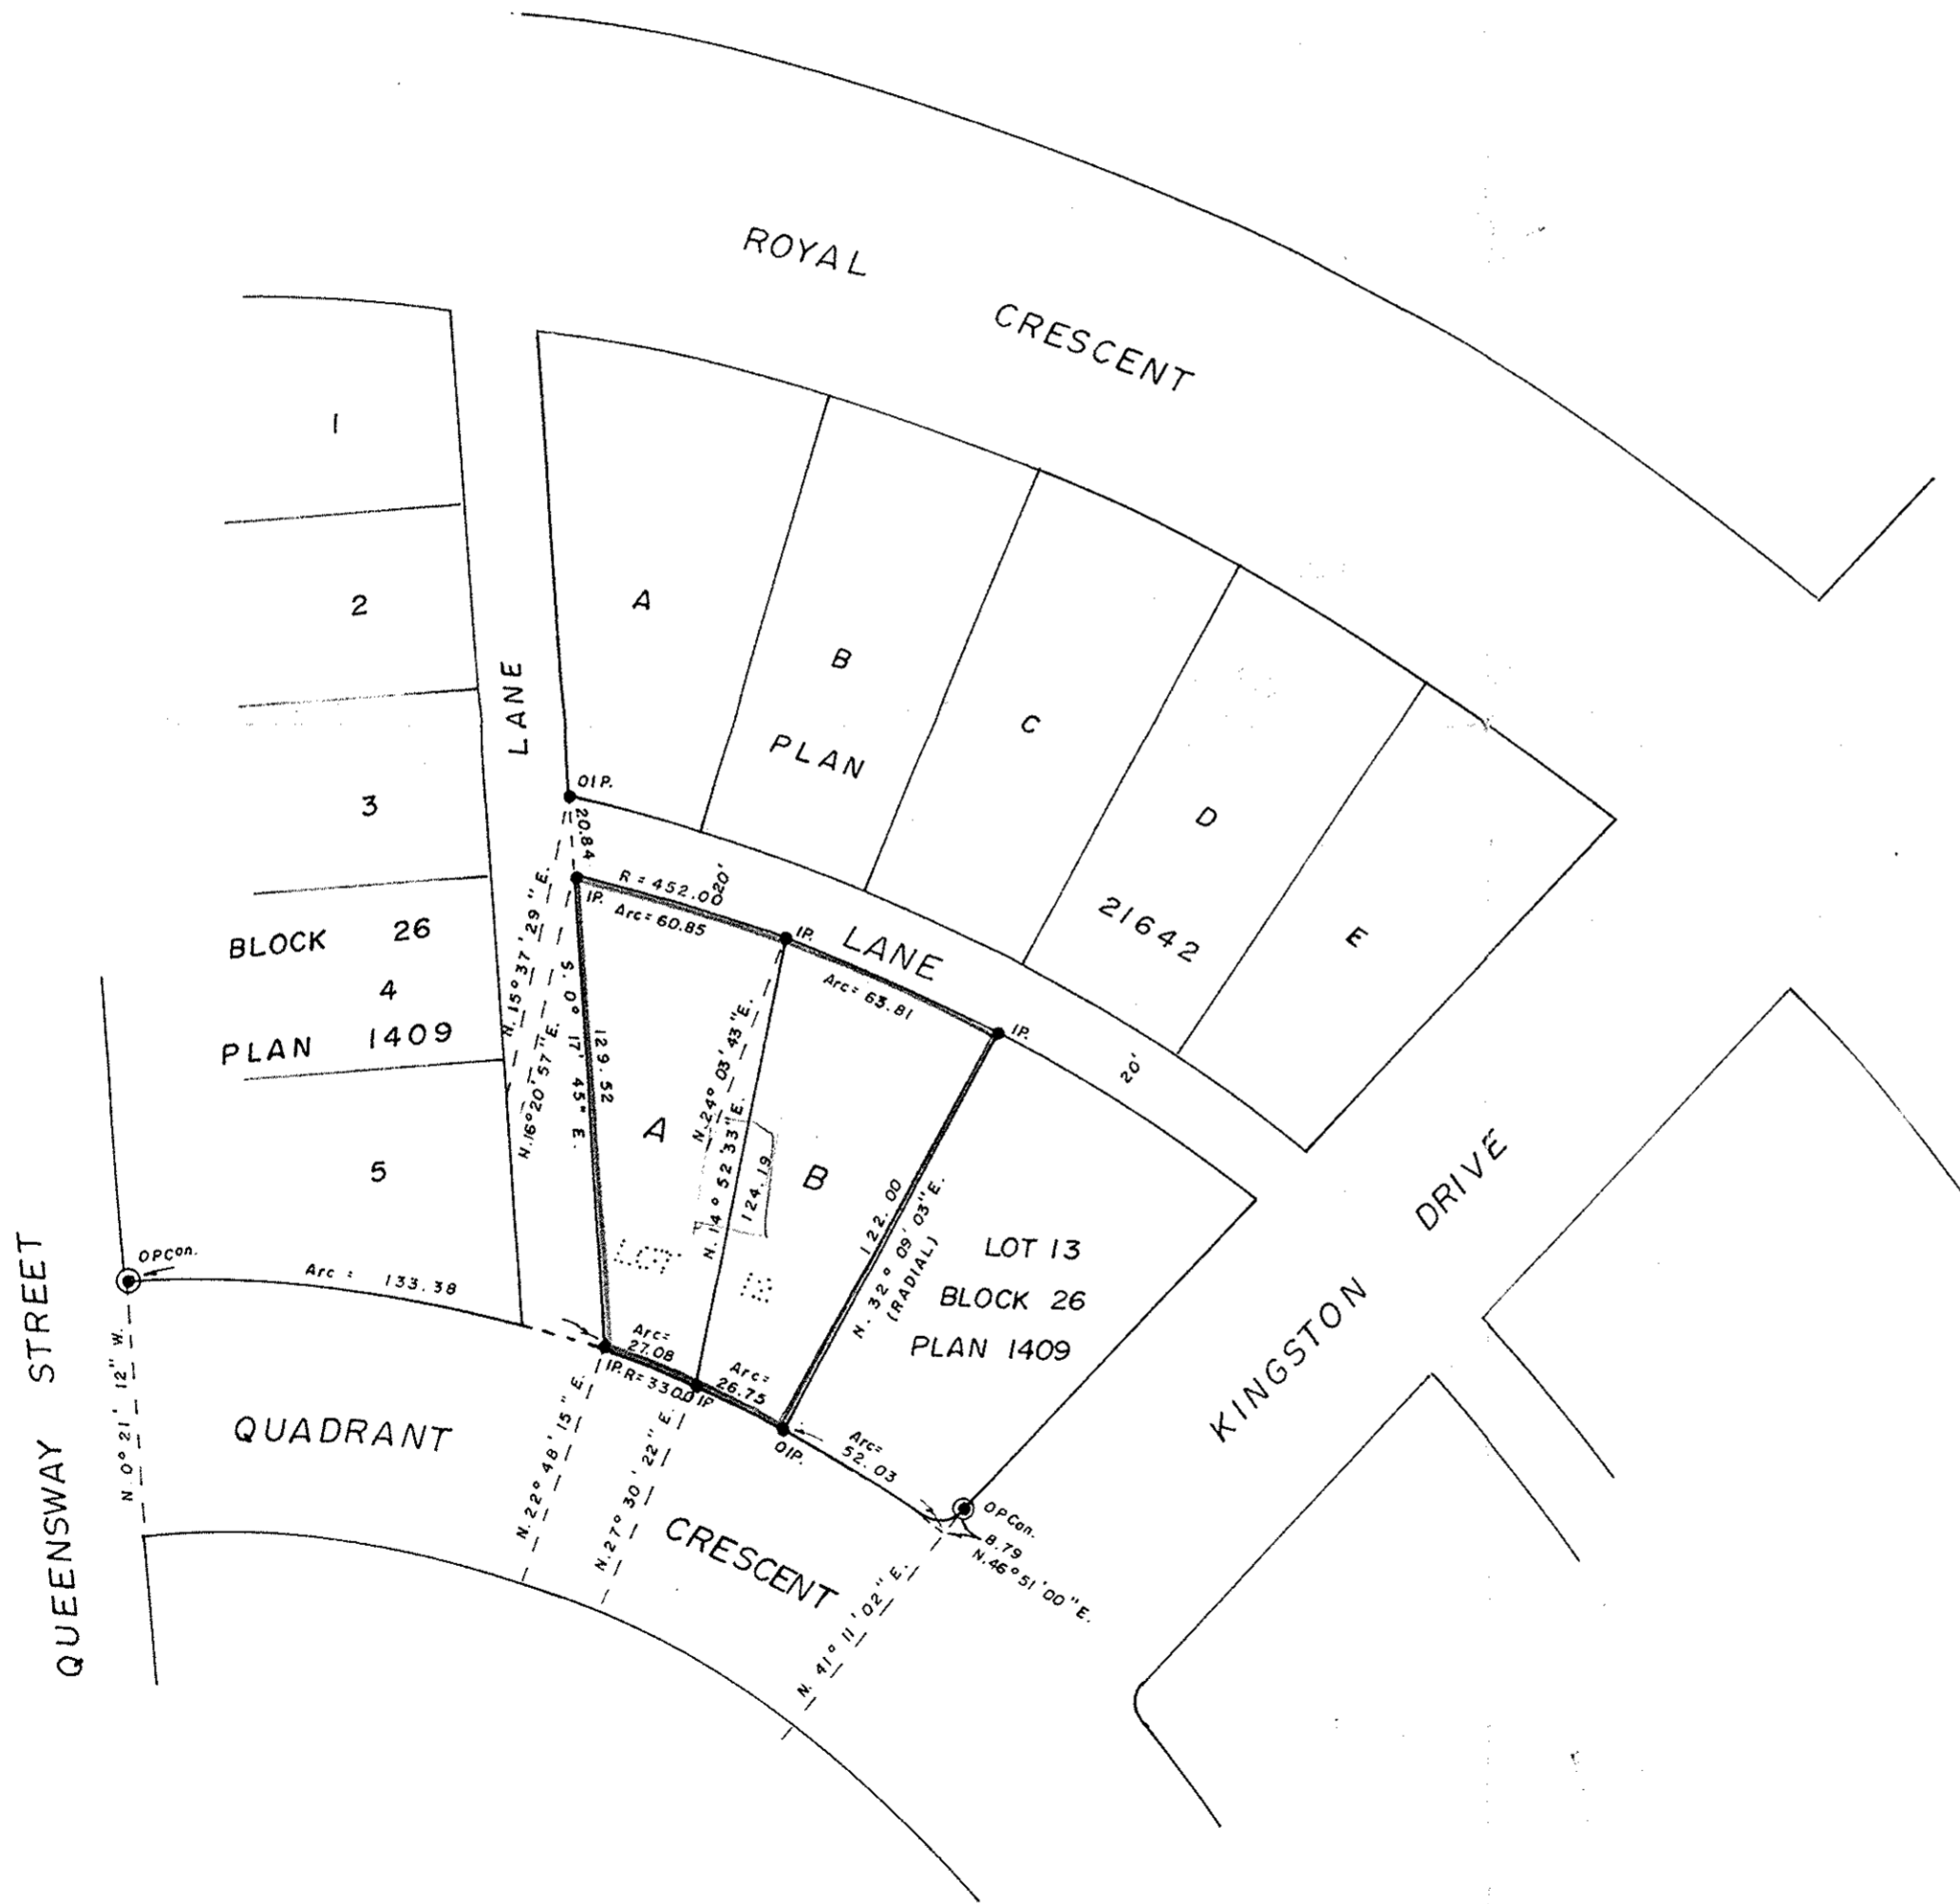 ROYAL
CRESCENT
1
2
3
BLOCK 26
4
PLAN 1409
5
LANE
A
B
PLAN
C
D
21642
E
OIP.
20.84
20'
R = 452.00
IP.
Arc= 60.85
IP.
LANE
Arc= 63.81
IP.
20'
N. 15° 37' 29" E.
N. 16° 20' 57" E.
S. 0° 17' 45" E.
129.52
N. 24° 03' 43" E.
N. 14° 52' 33" E.
124.19
A
B
LOT
12
122.00
N. 32° 09' 03" E.
(RADIAL)
LOT 13
BLOCK 26
PLAN 1409
KINGSTON DRIVE
OPCon.
Arc = 133.38
N. 0° 21' 12" W.
QUEENSWAY STREET
QUADRANT
CRESCENT
Arc=
27.08
IP.
R=330.0
IP
Arc=
26.75
OIP.
Arc=
52.03
OPCon.
8.79
N. 46° 51' 00" E.
N. 22° 48' 15" E.
N. 27° 30' 22" E.
N. 41° 11' 02" E.